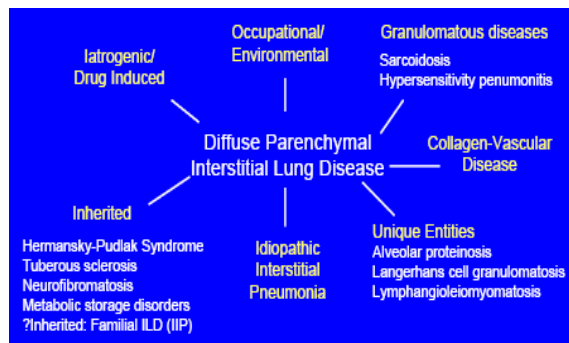 Iatrogenic/
Drug Induced
Occupational/
Environmental
Granulomatous diseases
Sarcoidosis
Hypersensitivity penumonitis
Diffuse Parenchymal
Interstitial Lung Disease
Collagen-Vascular
Disease
Inherited
Hermansky-Pudlak Syndrome
Tuberous sclerosis
Neurofibromatosis
Metabolic storage disorders
?Inherited: Familial ILD (IIP)
Idiopathic
Interstitial
Pneumonia
Unique Entities
Alveolar proteinosis
Langerhans cell granulomatosis
Lymphangioleiomyomatosis